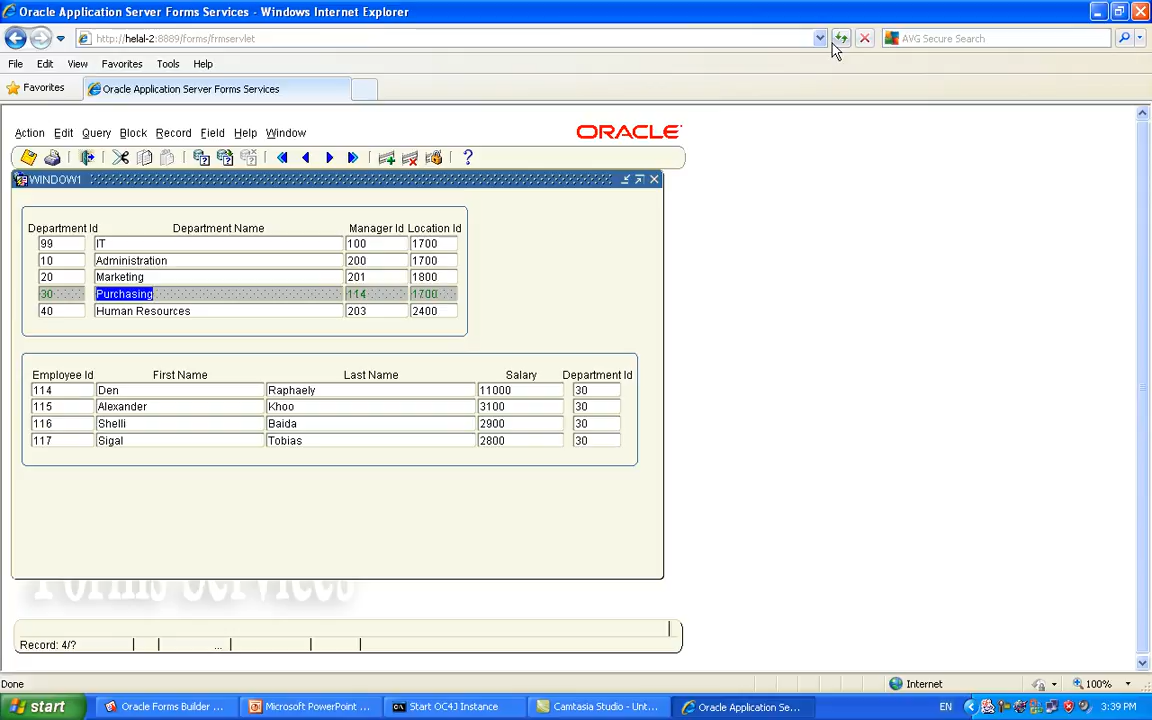 Oracle Application Server Forms Services - Windows Internet Explorer
http://helal-2:8889/forms/frmservlet
AVG Secure Search
File Edit View Favorites Tools Help
Favorites
Oracle Application Server Forms Services
Action Edit Query Block Record Field Help Window
ORACLE
WINDOW1
Department Id Department Name Manager Id Location Id
99 IT 100 1700
10 Administration 200 1700
20 Marketing 201 1800
30 Purchasing 114 1700
40 Human Resources 203 2400
Employee Id First Name Last Name Salary Department Id
114 Den Raphaely 11000 30
115 Alexander Khoo 3100 30
116 Shelli Baida 2900 30
117 Sigal Tobias 2800 30
Forms Services
Record: 4/? ...
Done Internet 100%
start Oracle Forms Builder ... Microsoft PowerPoint ... Start OC4J Instance Camtasia Studio - Unt... Oracle Application Se... EN 3:39 PM